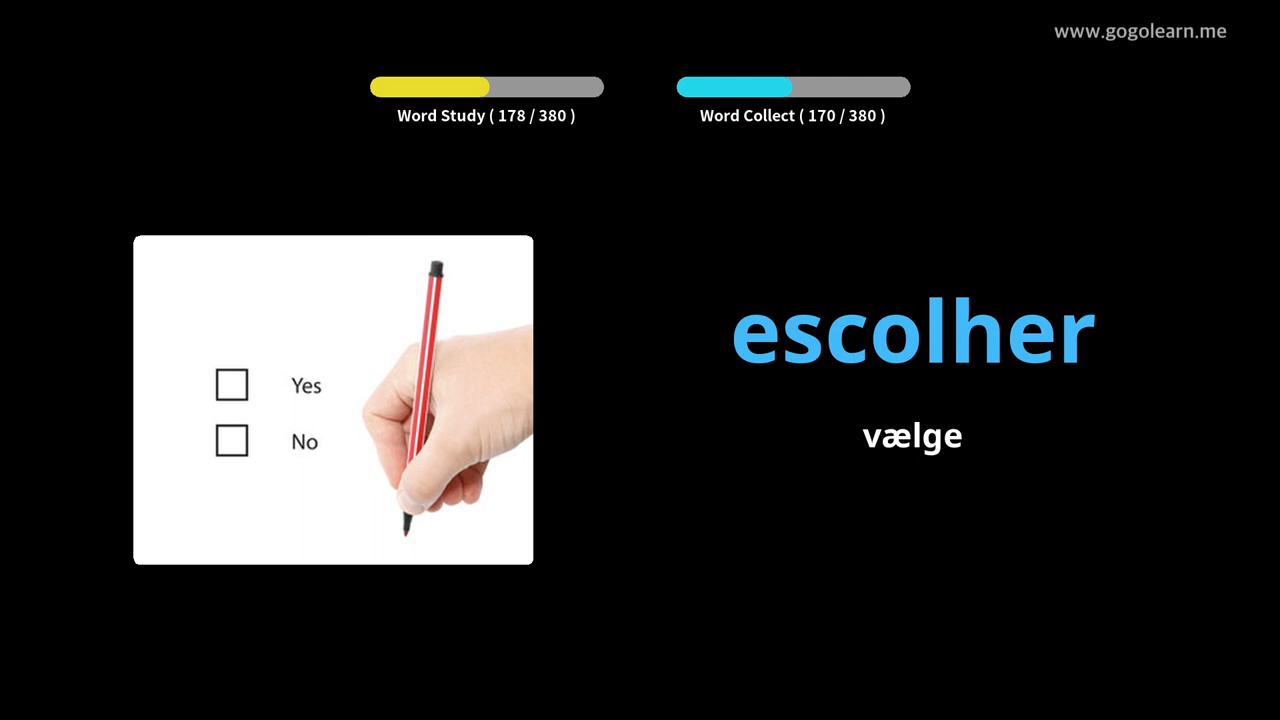 www.gogolearn.me
Word Study ( 178 / 380 )
Word Collect ( 170 / 380 )
Yes
No
escolher
vælge